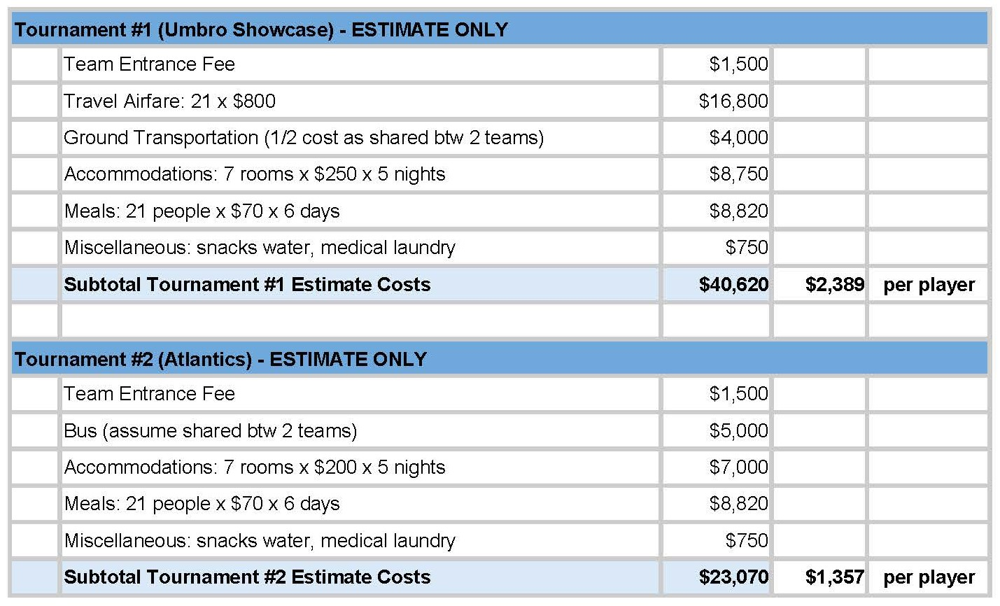 Tournament #1 (Umbro Showcase) - ESTIMATE ONLY
Team Entrance Fee $1,500
Travel Airfare: 21 x $800 $16,800
Ground Transportation (1/2 cost as shared btw 2 teams) $4,000
Accommodations: 7 rooms x $250 x 5 nights $8,750
Meals: 21 people x $70 x 6 days $8,820
Miscellaneous: snacks water, medical laundry $750
Subtotal Tournament #1 Estimate Costs $40,620 $2,389 per player
Tournament #2 (Atlantics) - ESTIMATE ONLY
Team Entrance Fee $1,500
Bus (assume shared btw 2 teams) $5,000
Accommodations: 7 rooms x $200 x 5 nights $7,000
Meals: 21 people x $70 x 6 days $8,820
Miscellaneous: snacks water, medical laundry $750
Subtotal Tournament #2 Estimate Costs $23,070 $1,357 per player